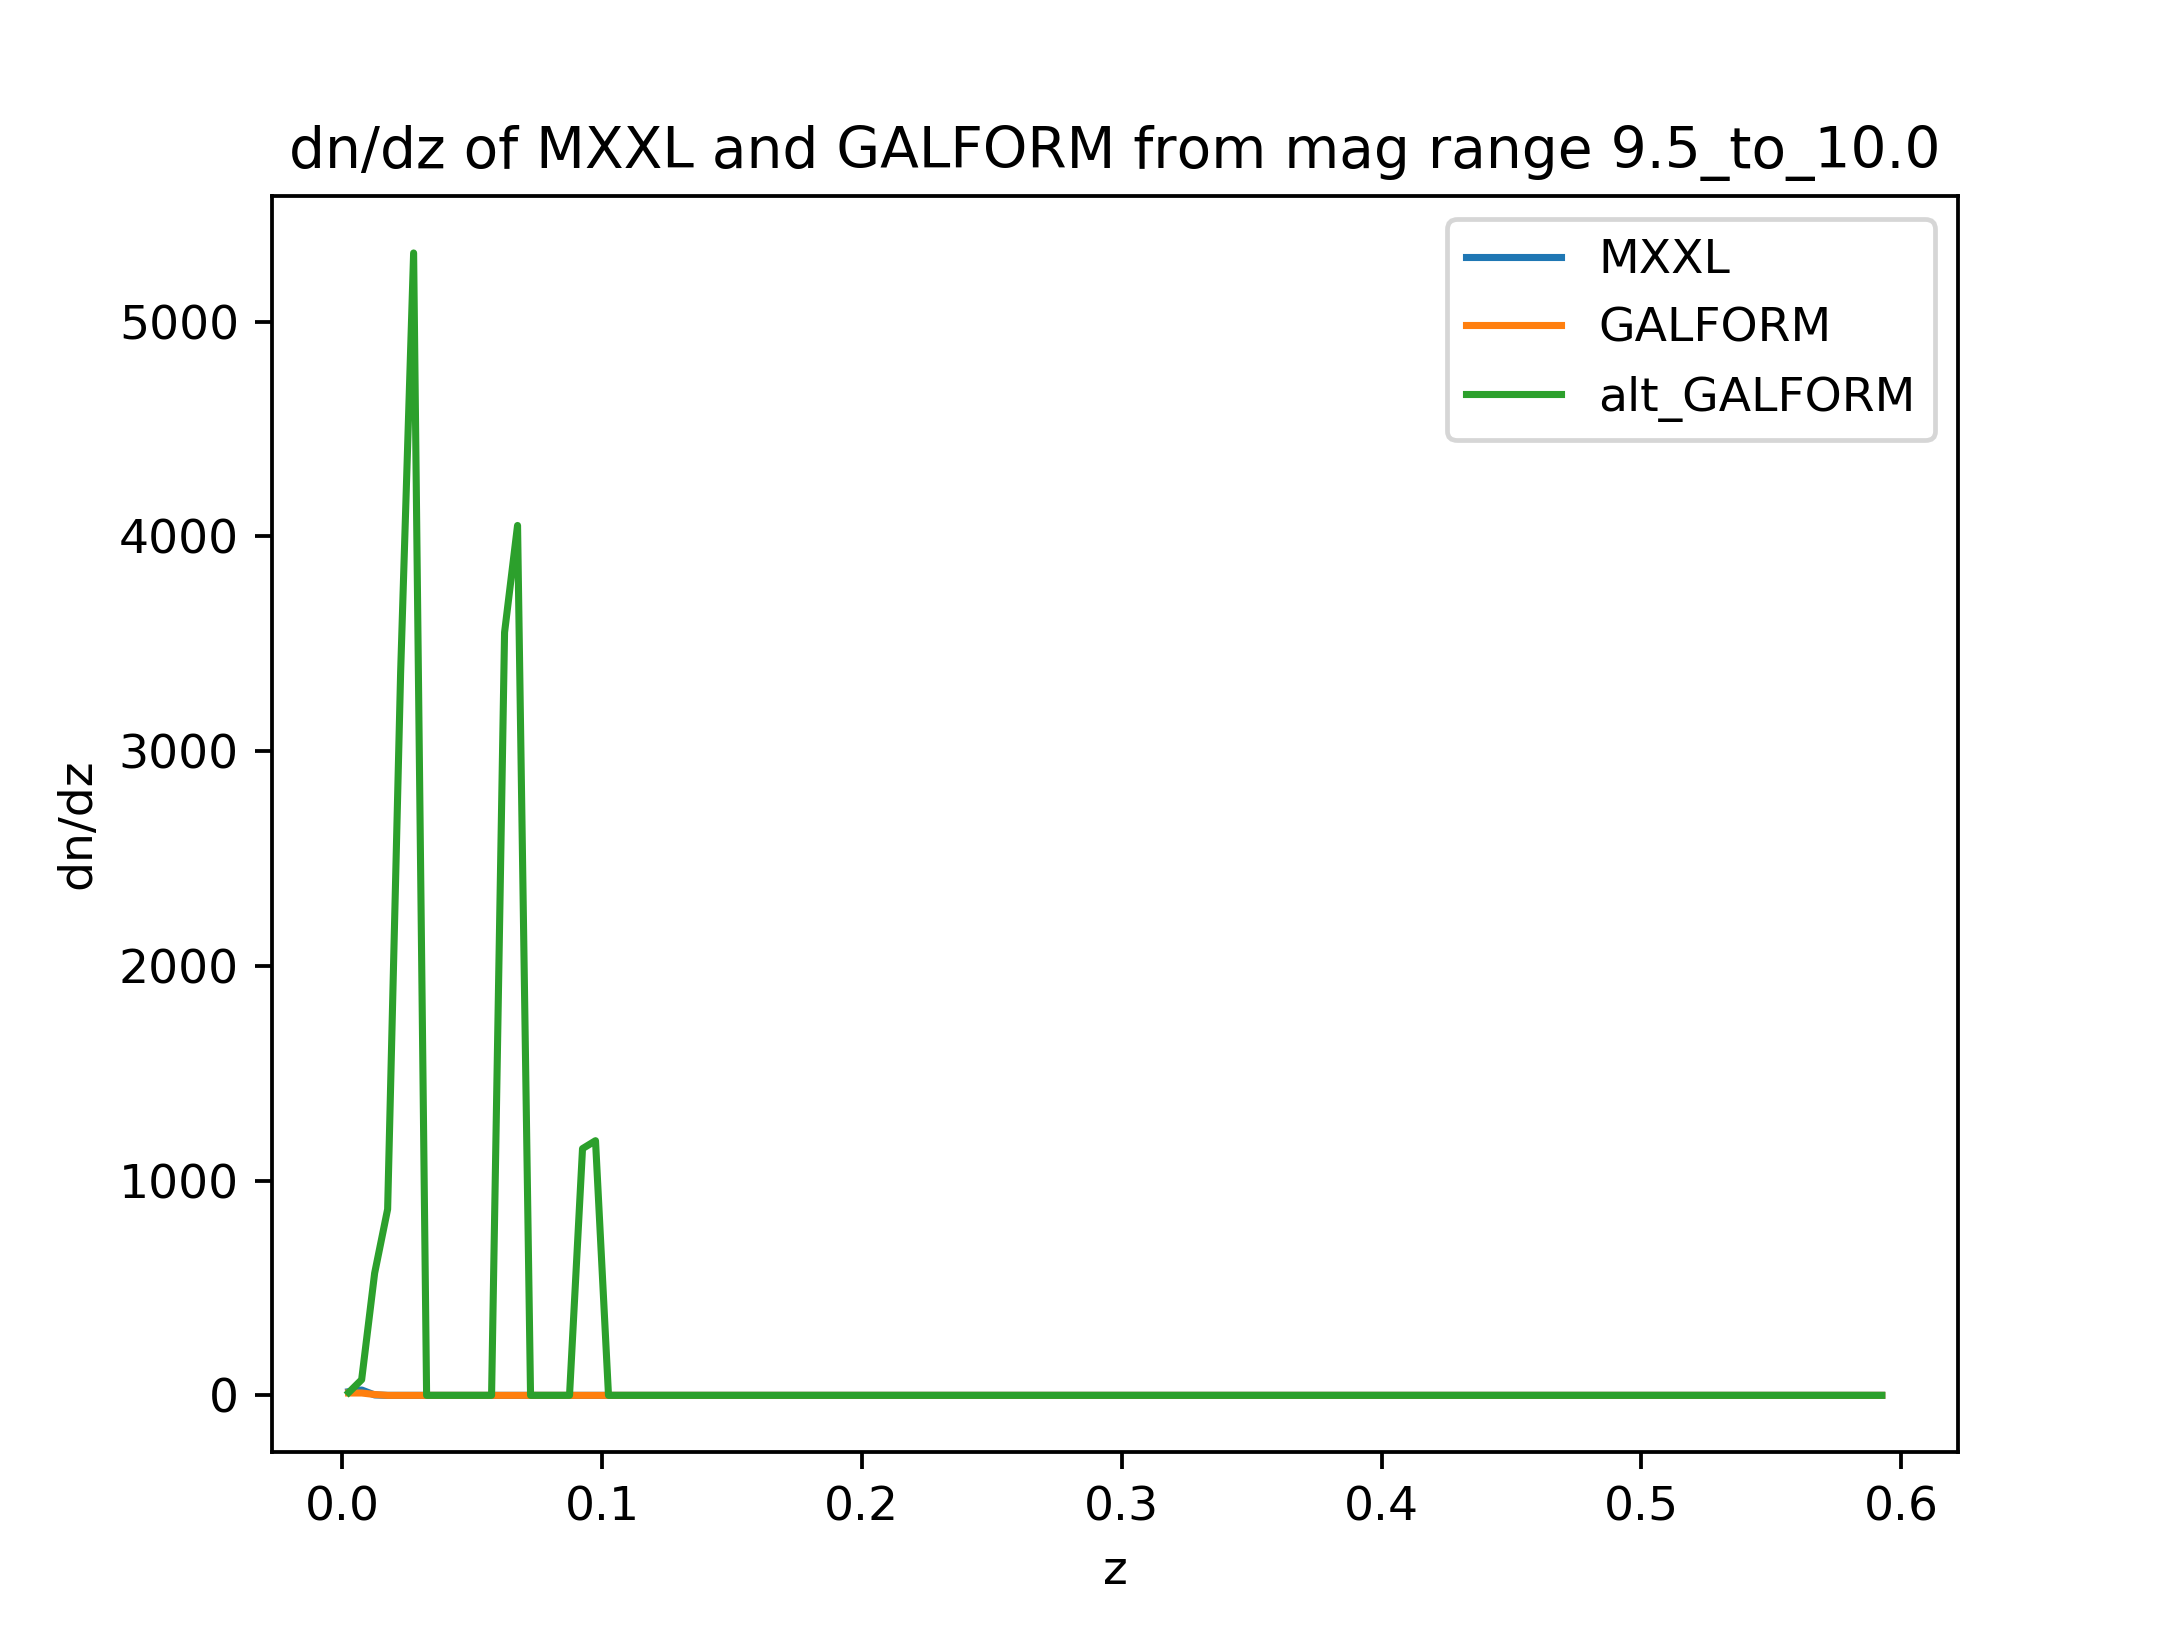 dn/dz of MXXL and GALFORM from mag range 9.5_to_10.0
MXXL
GALFORM
alt_GALFORM
5000
4000
3000
2000
1000
0
dn/dz
0.0 0.1 0.2 0.3 0.4 0.5 0.6
z